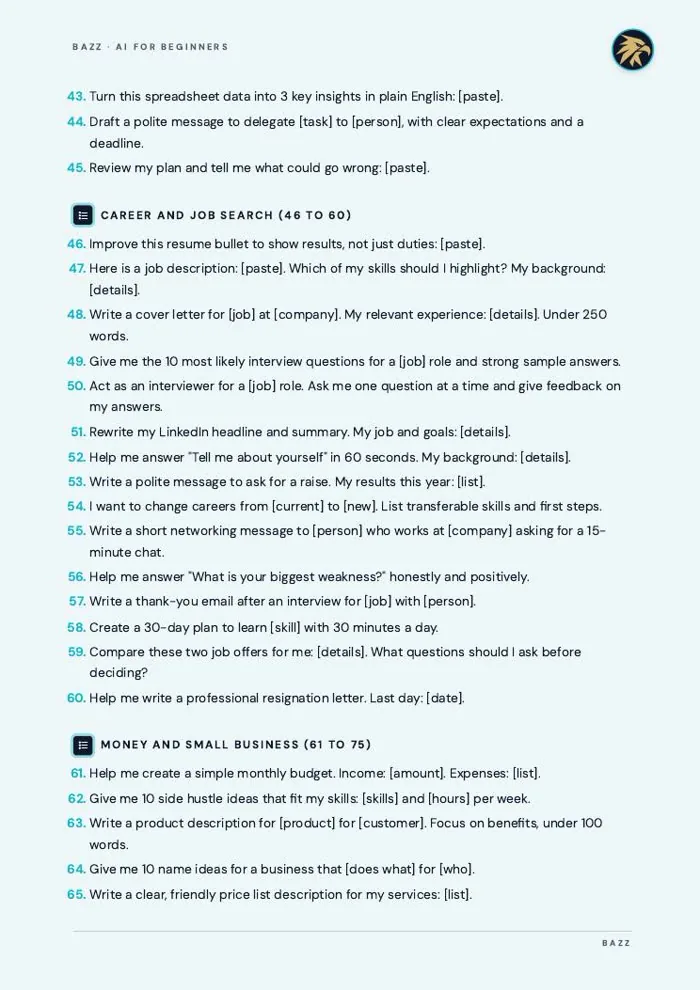 BAZZ · AI FOR BEGINNERS
43. Turn this spreadsheet data into 3 key insights in plain English: [paste].
44. Draft a polite message to delegate [task] to [person], with clear expectations and a
deadline.
45. Review my plan and tell me what could go wrong: [paste].
CAREER AND JOB SEARCH (46 TO 60)
46. Improve this resume bullet to show results, not just duties: [paste].
47. Here is a job description: [paste]. Which of my skills should I highlight? My background:
[details].
48. Write a cover letter for [job] at [company]. My relevant experience: [details]. Under 250
words.
49. Give me the 10 most likely interview questions for a [job] role and strong sample answers.
50. Act as an interviewer for a [job] role. Ask me one question at a time and give feedback on
my answers.
51. Rewrite my LinkedIn headline and summary. My job and goals: [details].
52. Help me answer "Tell me about yourself" in 60 seconds. My background: [details].
53. Write a polite message to ask for a raise. My results this year: [list].
54. I want to change careers from [current] to [new]. List transferable skills and first steps.
55. Write a short networking message to [person] who works at [company] asking for a 15-
minute chat.
56. Help me answer "What is your biggest weakness?" honestly and positively.
57. Write a thank-you email after an interview for [job] with [person].
58. Create a 30-day plan to learn [skill] with 30 minutes a day.
59. Compare these two job offers for me: [details]. What questions should I ask before
deciding?
60. Help me write a professional resignation letter. Last day: [date].
MONEY AND SMALL BUSINESS (61 TO 75)
61. Help me create a simple monthly budget. Income: [amount]. Expenses: [list].
62. Give me 10 side hustle ideas that fit my skills: [skills] and [hours] per week.
63. Write a product description for [product] for [customer]. Focus on benefits, under 100
words.
64. Give me 10 name ideas for a business that [does what] for [who].
65. Write a clear, friendly price list description for my services: [list].
BAZZ